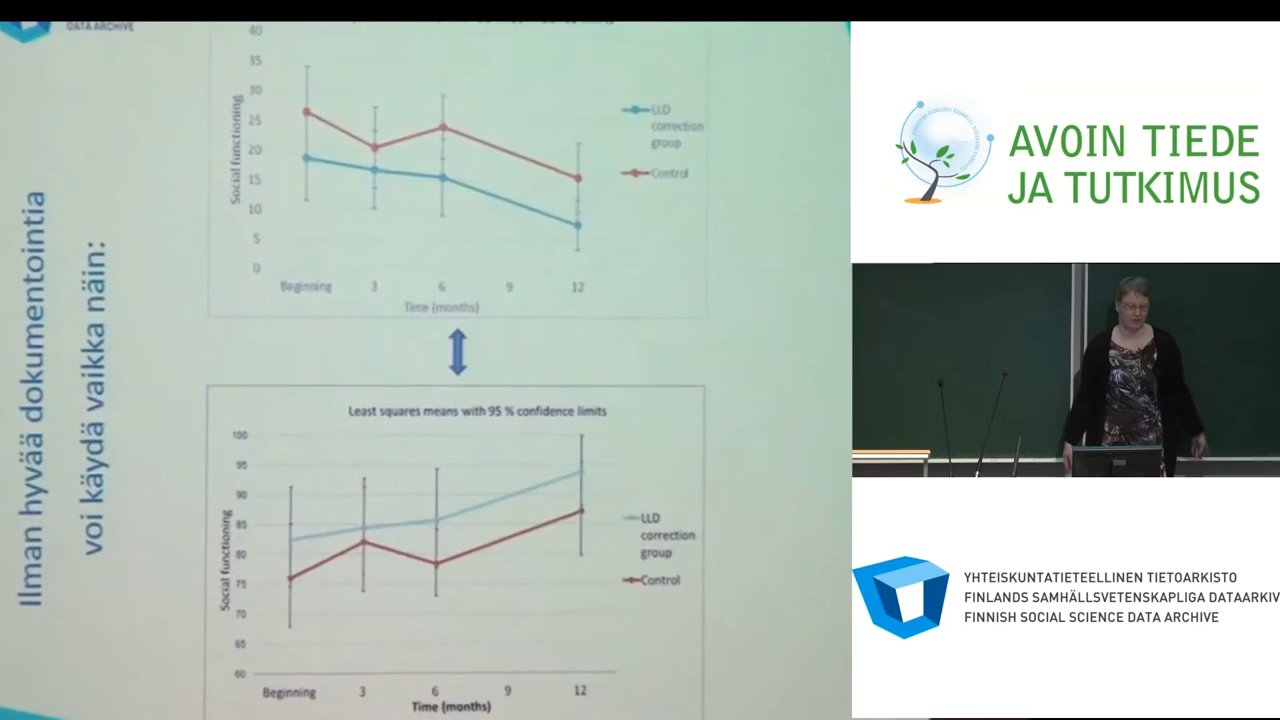 DATA ARCHIVE
Ilman hyvää dokumentointia
voi käydä vaikka näin:
40
35
30
25
20
15
10
5
0
Social functioning
Beginning 3 6 9 12
Time (months)
LLD
correction
group
Control
Least squares means with 95 % confidence limits
100
95
90
85
80
75
70
65
60
Social functioning
Beginning 3 6 9 12
Time (months)
LLD
correction
group
Control
AVOIN TIEDE
JA TUTKIMUS
YHTEISKUNTATIETEELLINEN TIETOARKISTO
FINLANDS SAMHÄLLSVETENSKAPLIGA DATAARKIV
FINNISH SOCIAL SCIENCE DATA ARCHIVE